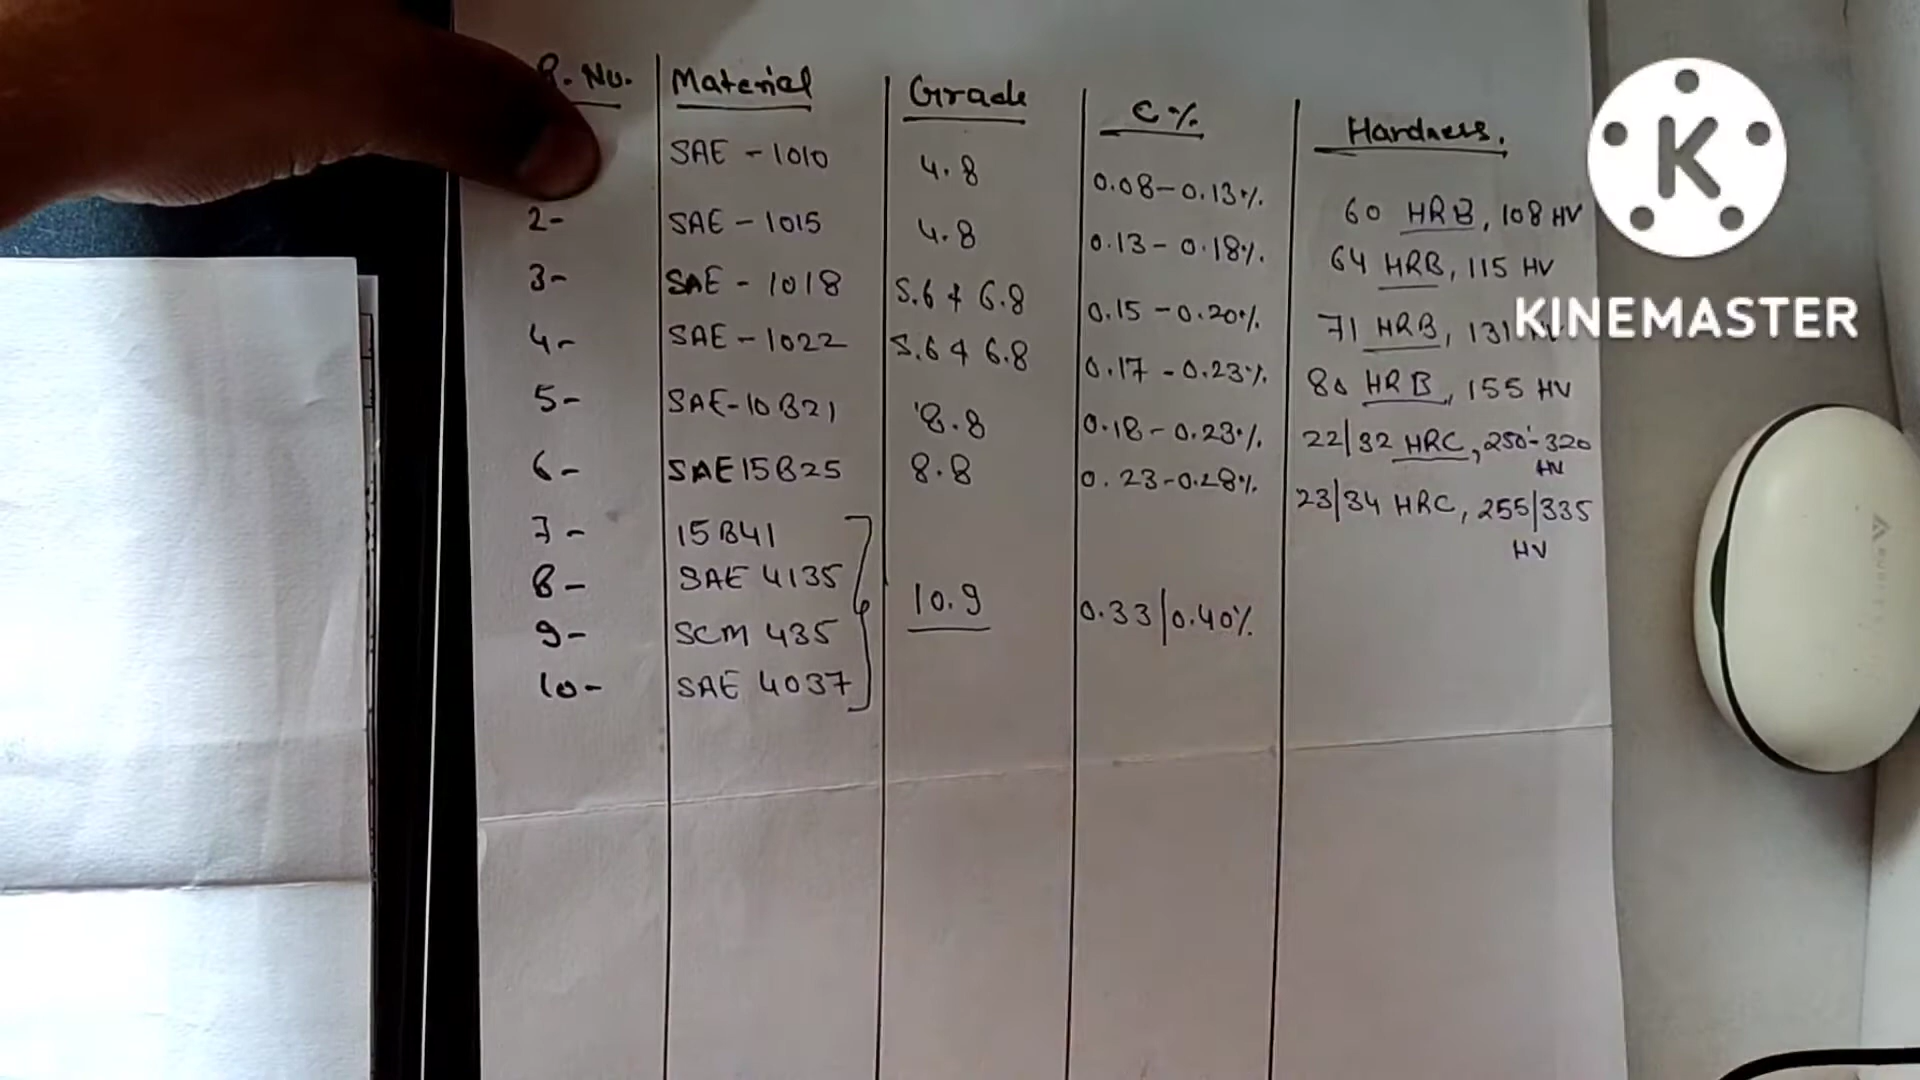 R. No. Material Grade C% Hardness.
SAE - 1010 4.8 0.08-0.13% 60 HRB, 108 HV
2- SAE - 1015 4.8 0.13-0.18% 64 HRB, 115 HV
3- SAE - 1018 5.6 & 6.8 0.15-0.20% 71 HRB, 131
4- SAE - 1022 5.6 & 6.8 0.17-0.23% 80 HRB, 155 HV
5- SAE-10B21 8.8 0.18-0.23% 22/32 HRC, 250-320 HV
6- SAE15B25 8.8 0.23-0.28% 23/34 HRC, 255/335 HV
7- 15B41
8- SAE 4135
10.9 0.33/0.40%
9- SCM 435
10- SAE 4037
K
KINEMASTER